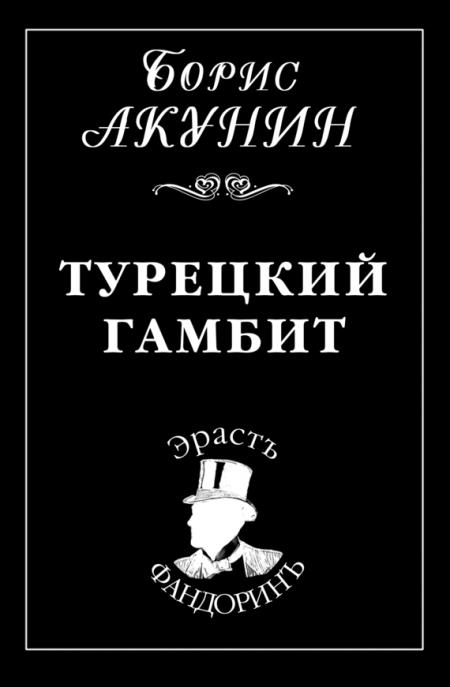 Борис
АКУНИН
ТУРЕЦКИЙ
ГАМБИТ
Эрастъ
ФАНДОРИНЪ